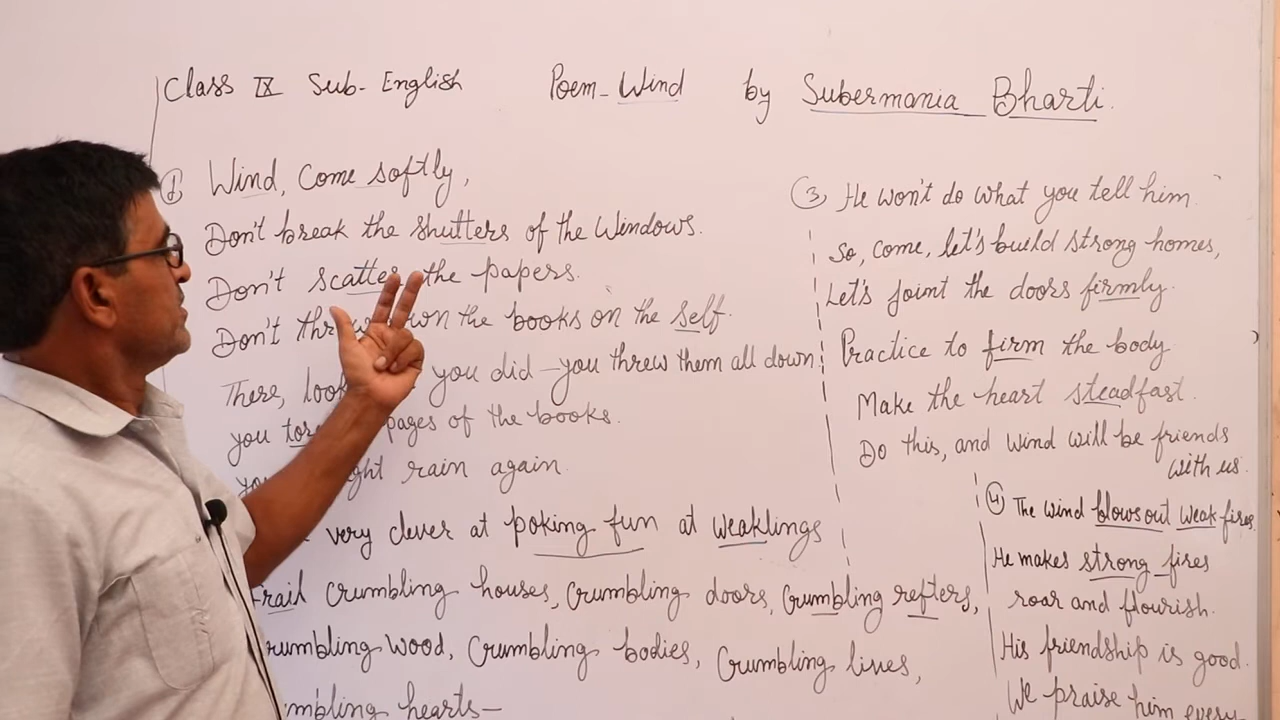 Class IX Sub- English Poem- Wind by Subermania Bharti.
① Wind, Come softly,
Don't break the shutters of the Windows.
Don't scatter the papers.
Don't down the books on the self.
There, look you did - you threw them all down
you pages of the books.
rain again
very clever at poking fun at weaklings
Frail crumbling houses, crumbling doors, crumbling refters,
crumbling wood, crumbling bodies, crumbling lives,
hearts-
③ He won't do what you tell him.
So, come, let's build strong homes,
Let's joint the doors firmly.
Practice to firm the body.
Make the heart steadfast.
Do this, and wind will be friends
with us.
④ The wind blows out weak fires.
He makes strong fires
roar and flourish.
His friendship is good.
We praise him every